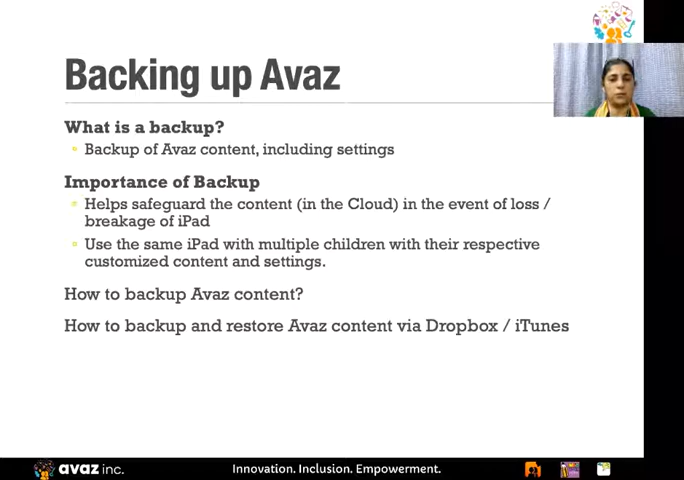 Backing up Avaz
What is a backup?
Backup of Avaz content, including settings
Importance of Backup
Helps safeguard the content (in the Cloud) in the event of loss /
breakage of iPad
Use the same iPad with multiple children with their respective
customized content and settings.
How to backup Avaz content?
How to backup and restore Avaz content via Dropbox / iTunes
avaz inc.
Innovation. Inclusion. Empowerment.